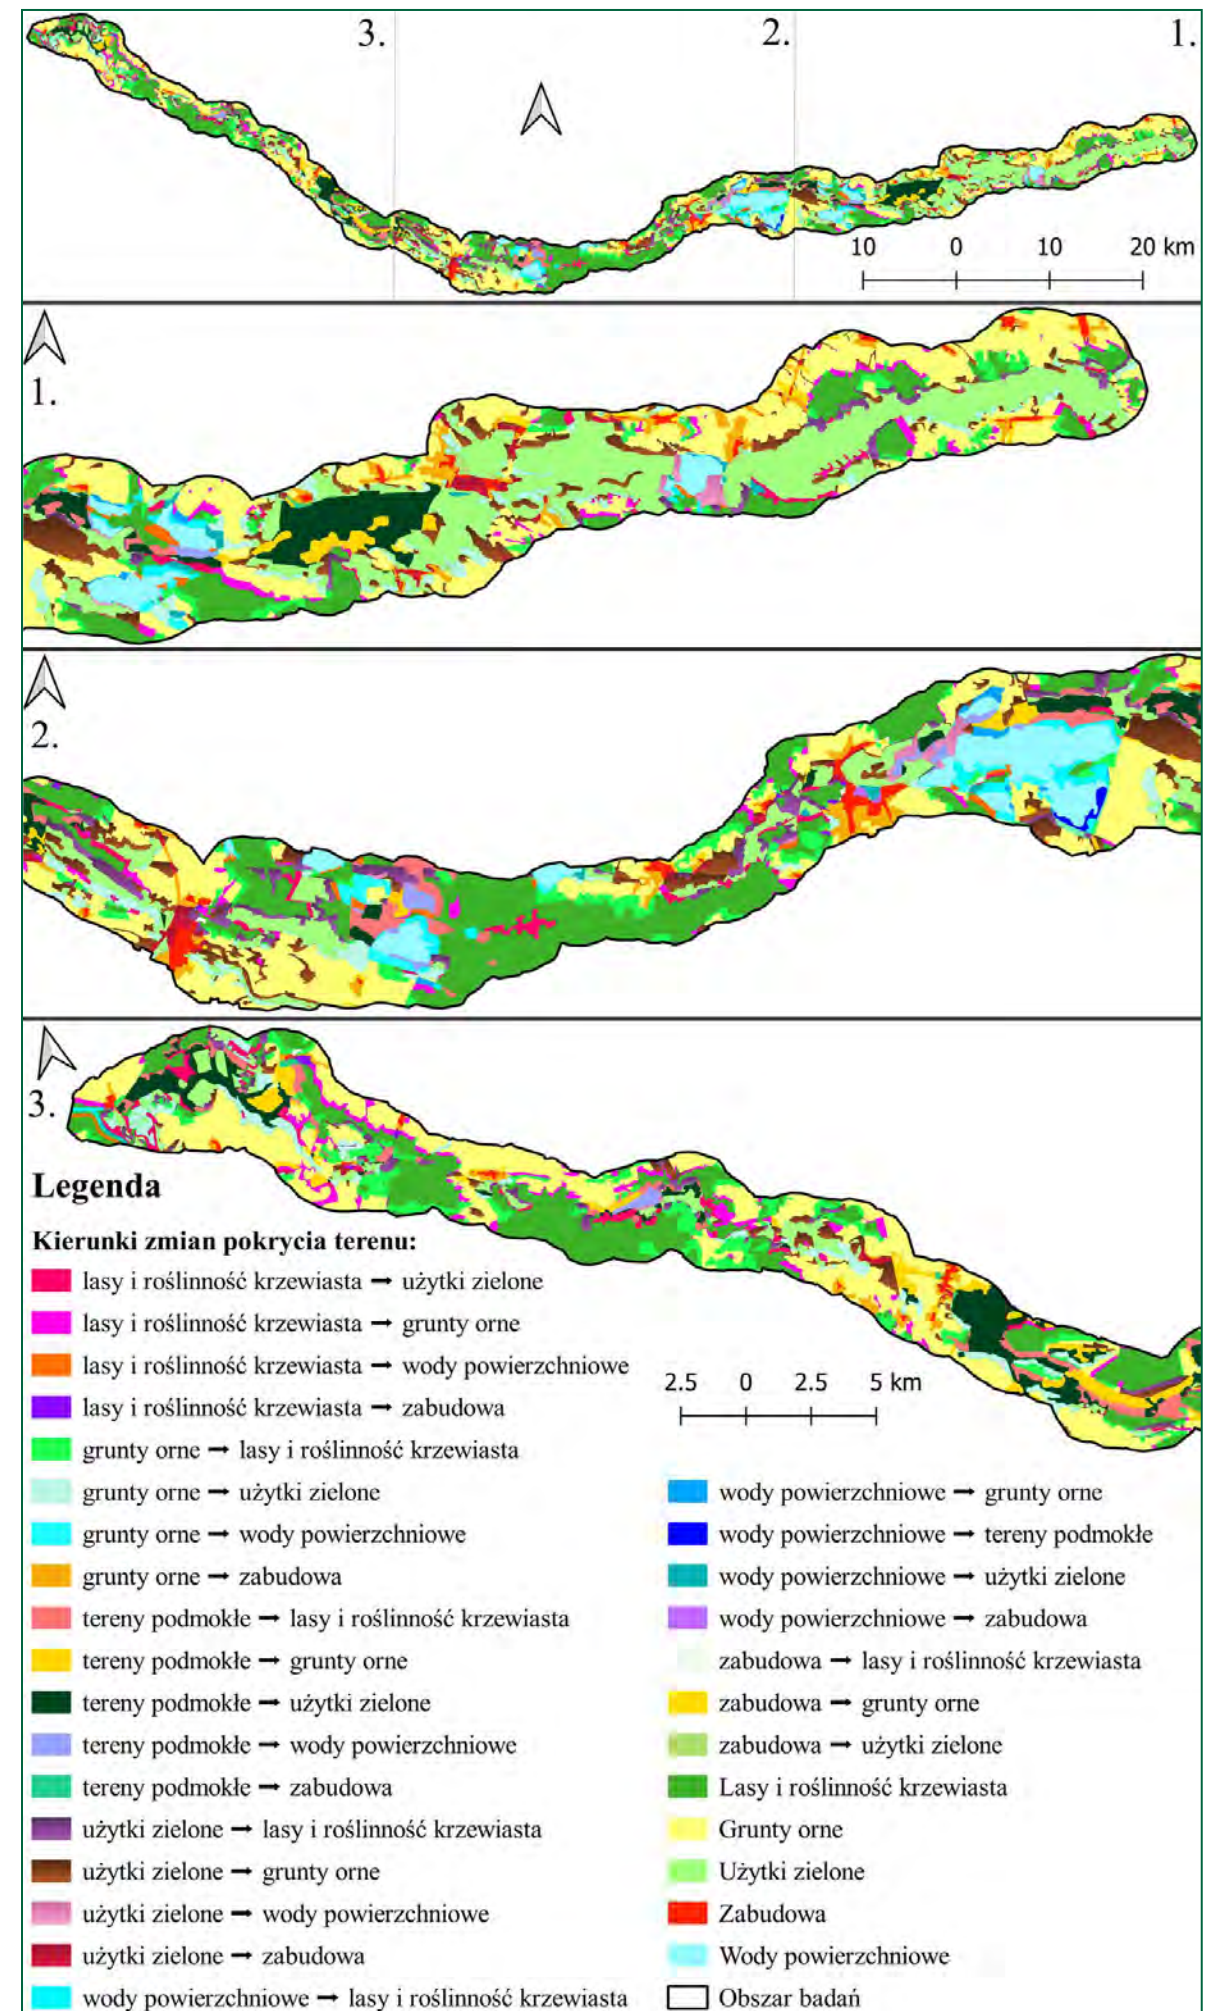 3.
2.
1.
10 0 10 20 km
1.
2.
3.
Legenda
Kierunki zmian pokrycia terenu:
lasy i roślinność krzewiasta → użytki zielone
lasy i roślinność krzewiasta → grunty orne
lasy i roślinność krzewiasta → wody powierzchniowe
lasy i roślinność krzewiasta → zabudowa
grunty orne → lasy i roślinność krzewiasta
grunty orne → użytki zielone
grunty orne → wody powierzchniowe
grunty orne → zabudowa
tereny podmokłe → lasy i roślinność krzewiasta
tereny podmokłe → grunty orne
tereny podmokłe → użytki zielone
tereny podmokłe → wody powierzchniowe
tereny podmokłe → zabudowa
użytki zielone → lasy i roślinność krzewiasta
użytki zielone → grunty orne
użytki zielone → wody powierzchniowe
użytki zielone → zabudowa
wody powierzchniowe → lasy i roślinność krzewiasta
2.5 0 2.5 5 km
wody powierzchniowe → grunty orne
wody powierzchniowe → tereny podmokłe
wody powierzchniowe → użytki zielone
wody powierzchniowe → zabudowa
zabudowa → lasy i roślinność krzewiasta
zabudowa → grunty orne
zabudowa → użytki zielone
Lasy i roślinność krzewiasta
Grunty orne
Użytki zielone
Zabudowa
Wody powierzchniowe
Obszar badań